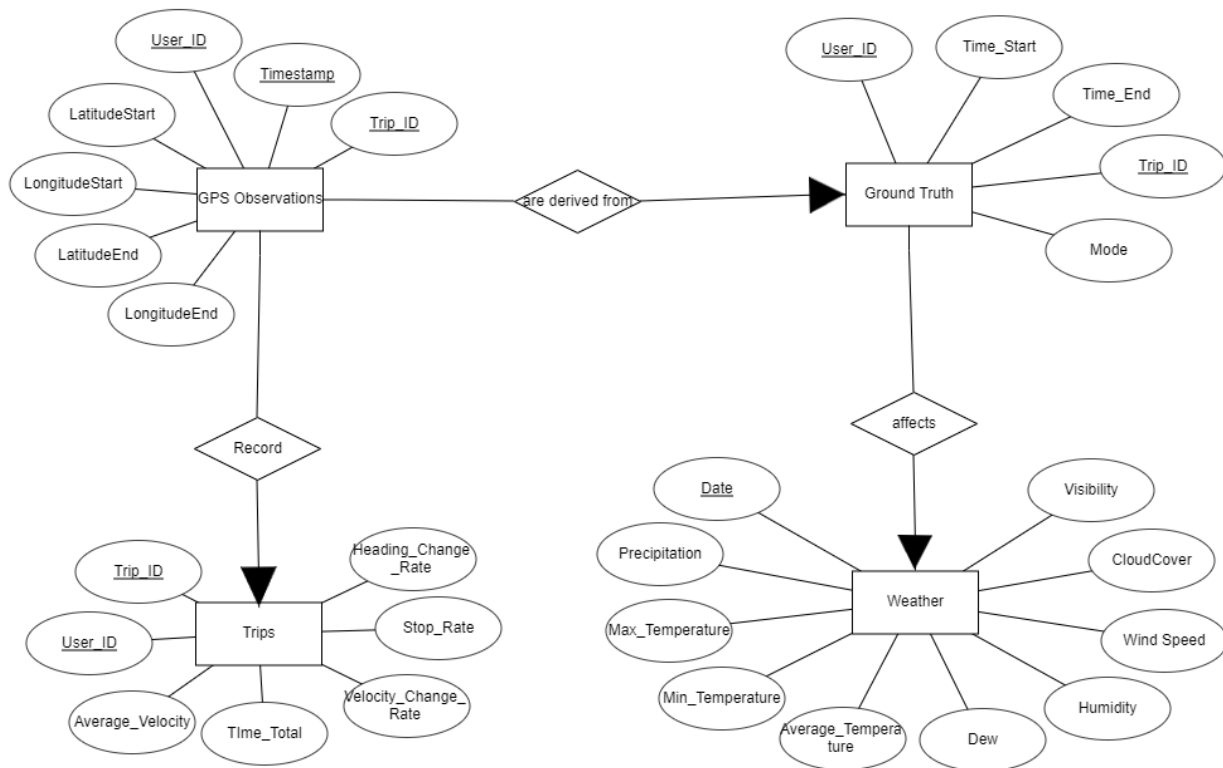 User_ID
Timestamp
LatitudeStart
Trip_ID
LongitudeStart
GPS Observations
LatitudeEnd
LongitudeEnd
are derived from
User_ID
Time_Start
Time_End
Trip_ID
Ground Truth
Mode
Record
affects
Trip_ID
Heading_Change
_Rate
User_ID
Trips
Stop_Rate
Average_Velocity
TIme_Total
Velocity_Change_
Rate
Date
Visibility
Precipitation
CloudCover
Weather
Max_Temperature
Wind Speed
Min_Temperature
Humidity
Average_Tempera
ture
Dew